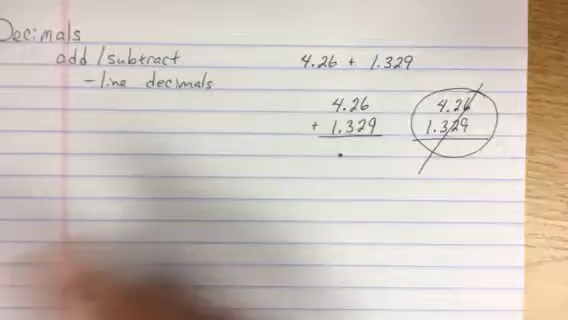 Decimals
add / subtract
- line decimals
4.26 + 1.329
4.26
+ 1.329
.
4.26
1.329